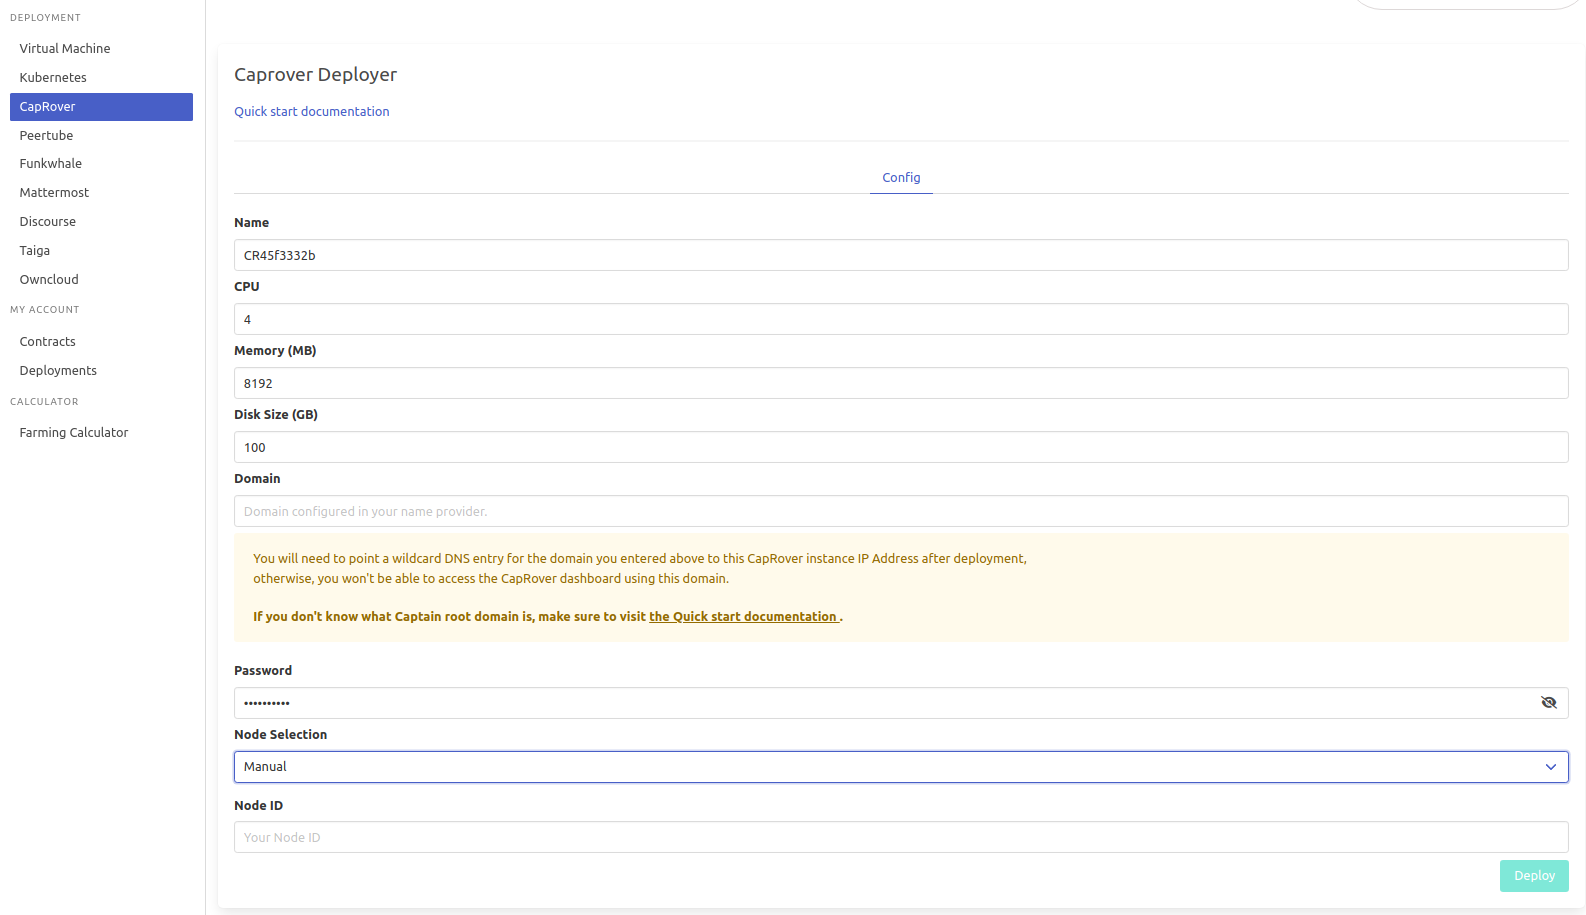 DEPLOYMENT
Virtual Machine
Kubernetes
CapRover
Peertube
Funkwhale
Mattermost
Discourse
Taiga
Owncloud
MY ACCOUNT
Contracts
Deployments
CALCULATOR
Farming Calculator
Caprover Deployer
Quick start documentation
Config
Name
CR45f3332b
CPU
4
Memory (MB)
8192
Disk Size (GB)
100
Domain
Domain configured in your name provider.
You will need to point a wildcard DNS entry for the domain you entered above to this CapRover instance IP Address after deployment,
otherwise, you won't be able to access the CapRover dashboard using this domain.
If you don't know what Captain root domain is, make sure to visit the Quick start documentation .
Password
••••••••••
Node Selection
Manual
Node ID
Your Node ID
Deploy